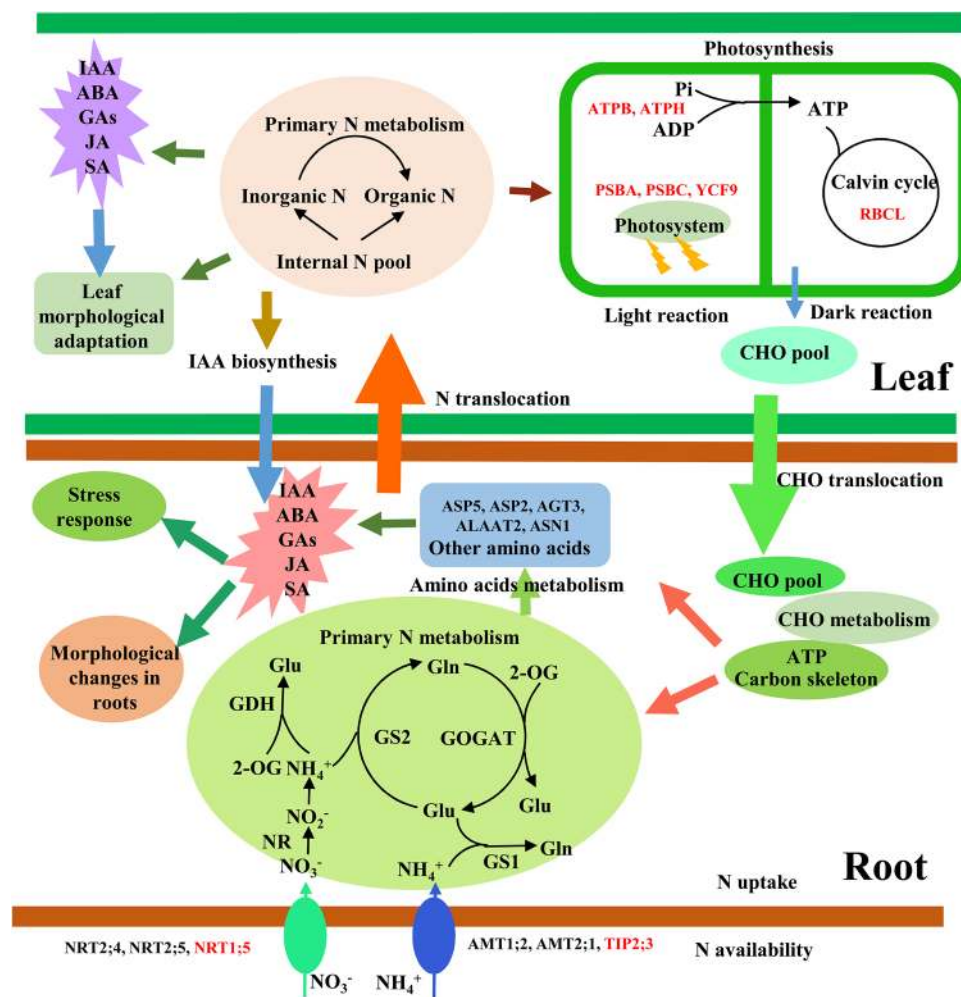 Photosynthesis
IAA
ABA
GAs
JA
SA
Primary N metabolism
Inorganic N
Organic N
Internal N pool
Pi
ATPB, ATPH
ADP
ATP
PSBA, PSBC, YCF9
Photosystem
Calvin cycle
RBCL
Light reaction
Dark reaction
Leaf
morphological
adaptation
IAA biosynthesis
N translocation
CHO pool
Leaf
CHO translocation
Stress
response
IAA
ABA
GAs
JA
SA
ASP5, ASP2, AGT3,
ALAAT2, ASN1
Other amino acids
Amino acids metabolism
CHO pool
CHO metabolism
ATP
Carbon skeleton
Morphological
changes in
roots
Primary N metabolism
Glu
GDH
2-OG
NH₄⁺
NO₂⁻
NR
NO₃⁻
Gln
2-OG
GS2
GOGAT
Glu
Glu
GS1
Gln
NH₄⁺
Root
N uptake
NRT2;4, NRT2;5, NRT1;5
AMT1;2, AMT2;1, TIP2;3
N availability
NO₃⁻
NH₄⁺